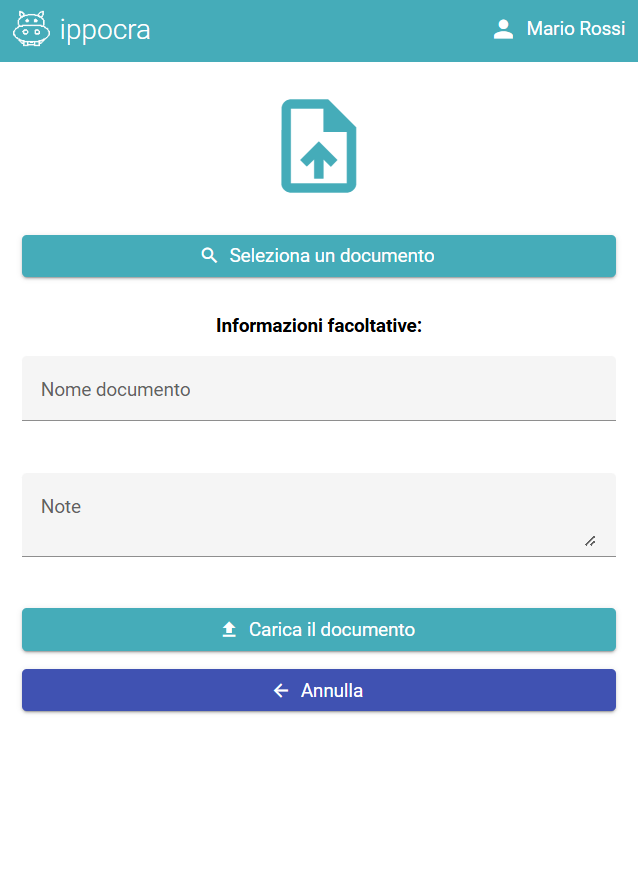 ippocra
Mario Rossi
Seleziona un documento
Informazioni facoltative:
Nome documento
Note
Carica il documento
Annulla